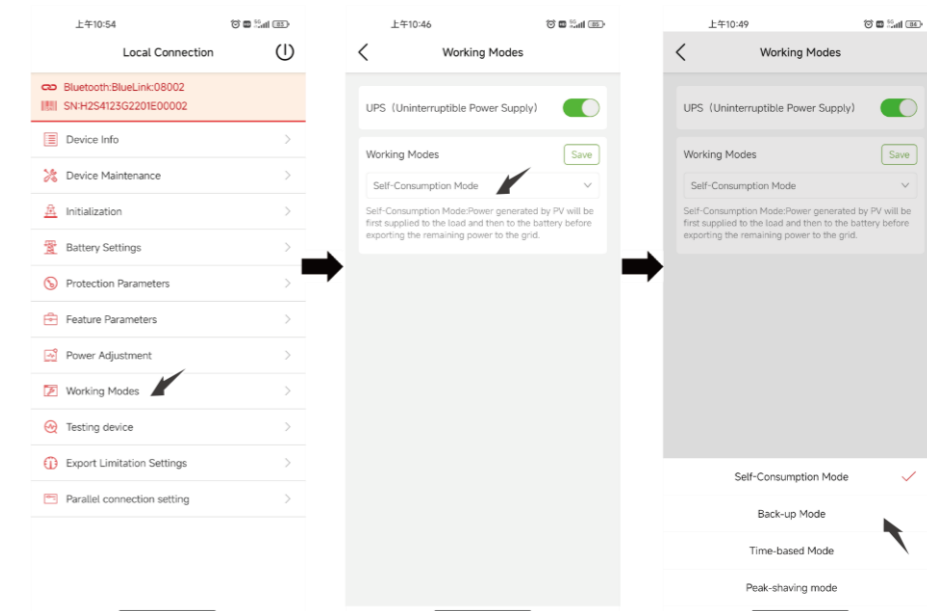 上午10:54
83
Local Connection
Bluetooth:BlueLink:08002
SN:H2S4123G2201E00002
Device Info
Device Maintenance
Initialization
Battery Settings
Protection Parameters
Feature Parameters
Power Adjustment
Working Modes
Testing device
Export Limitation Settings
Parallel connection setting
上午10:46
85
Working Modes
UPS（Uninterruptible Power Supply)
Working Modes
Save
Self-Consumption Mode
Self-Consumption Mode:Power generated by PV will be
first supplied to the load and then to the battery before
exporting the remaining power to the grid.
上午10:49
Working Modes
UPS（Uninterruptible Power Supply)
Working Modes
Save
Self-Consumption Mode
Self-Consumption Mode:Power generated by PV will be
first supplied to the load and then to the battery before
exporting the remaining power to the grid.
Self-Consumption Mode
Back-up Mode
Time-based Mode
Peak-shaving mode